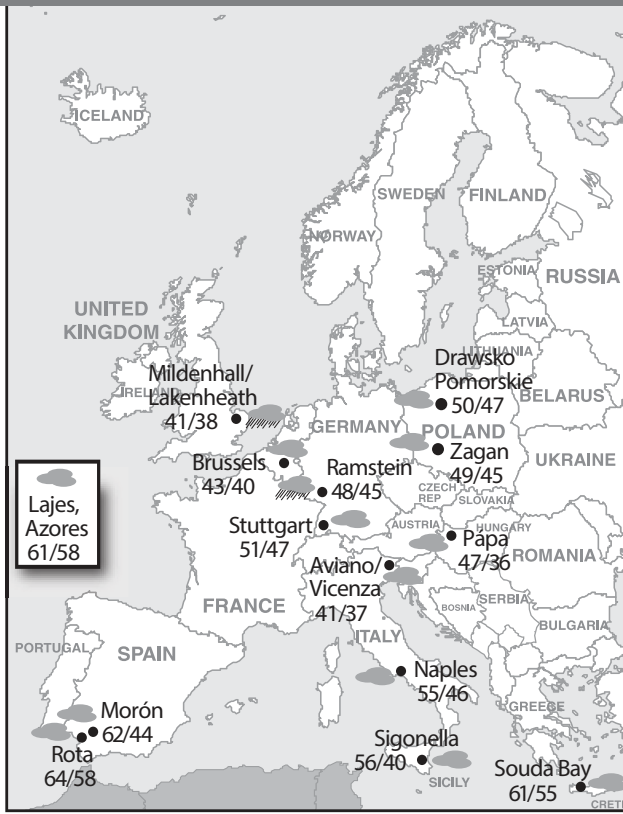 ICELAND
SWEDEN
FINLAND
NORWAY
ESTONIA
RUSSIA
LATVIA
LITHUANIA
UNITED
KINGDOM
IRELAND
Mildenhall/
Lakenheath
41/38
Drawsko
Pomorskie
50/47
BELARUS
GERMANY
POLAND
Zagan
49/45
UKRAINE
Brussels
43/40
Ramstein
48/45
CZECH
REP
SLOVAKIA
Lajes,
Azores
61/58
Stuttgart
51/47
AUSTRIA
HUNGARY
Pápa
47/36
ROMANIA
Aviano/
Vicenza
41/37
FRANCE
BOSNIA
SERBIA
BULGARIA
ITALY
PORTUGAL
SPAIN
Naples
55/46
GREECE
Morón
62/44
Rota
64/58
Sigonella
56/40
SICILY
Souda Bay
61/55
CRETE